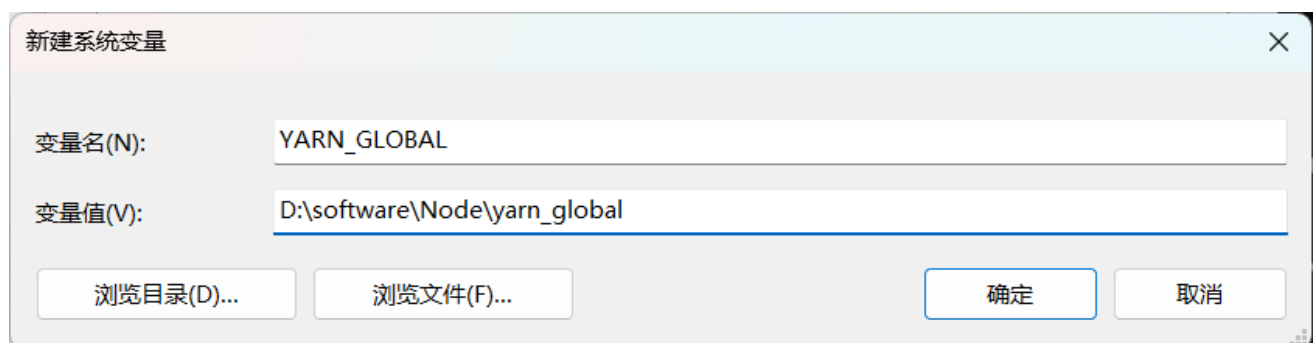 新建系统变量
变量名(N): YARN_GLOBAL
变量值(V): D:\software\Node\yarn_global
浏览目录(D)... 浏览文件(F)... 确定 取消